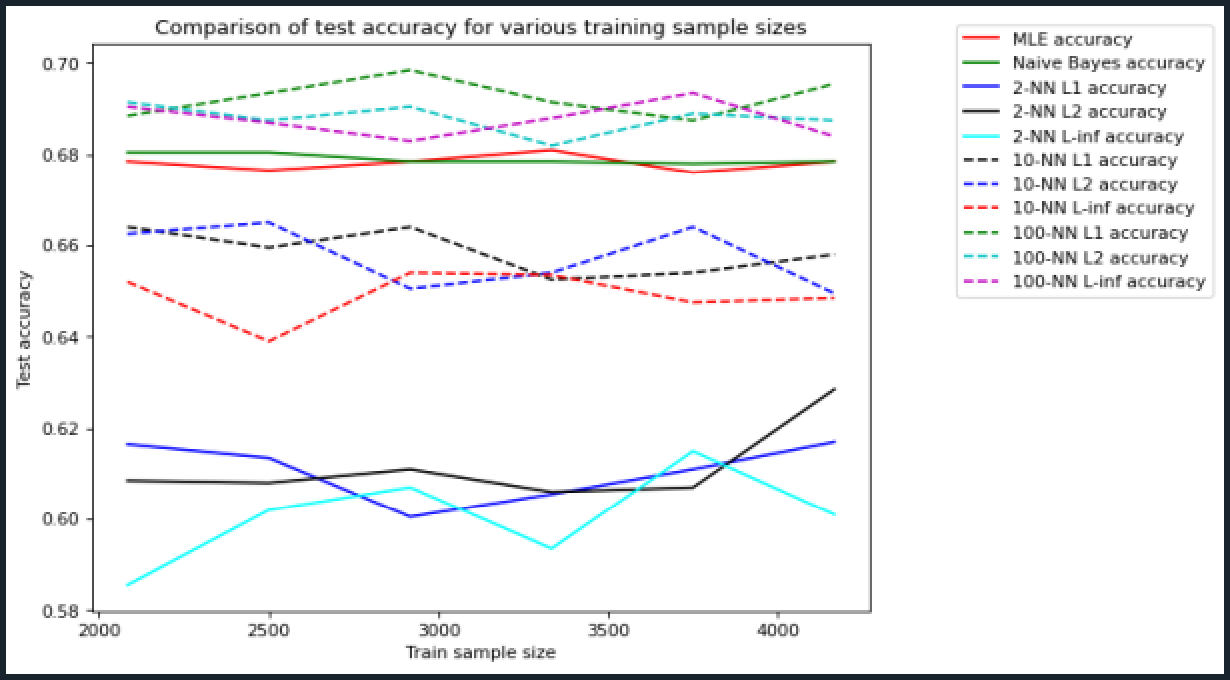 Comparison of test accuracy for various training sample sizes
0.70
0.68
0.66
0.64
0.62
0.60
0.58
Test accuracy
2000
2500
3000
3500
4000
Train sample size
MLE accuracy
Naive Bayes accuracy
2-NN L1 accuracy
2-NN L2 accuracy
2-NN L-inf accuracy
10-NN L1 accuracy
10-NN L2 accuracy
10-NN L-inf accuracy
100-NN L1 accuracy
100-NN L2 accuracy
100-NN L-inf accuracy